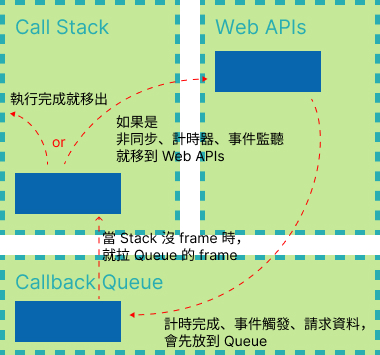 Call Stack
Web APIs
執行完成就移出
如果是
非同步、計時器、事件監聽
就移到 Web APIs
or
當 Stack 沒 frame 時，
就拉 Queue 的 frame
Callback Queue
計時完成、事件觸發、請求資料，
會先放到 Queue